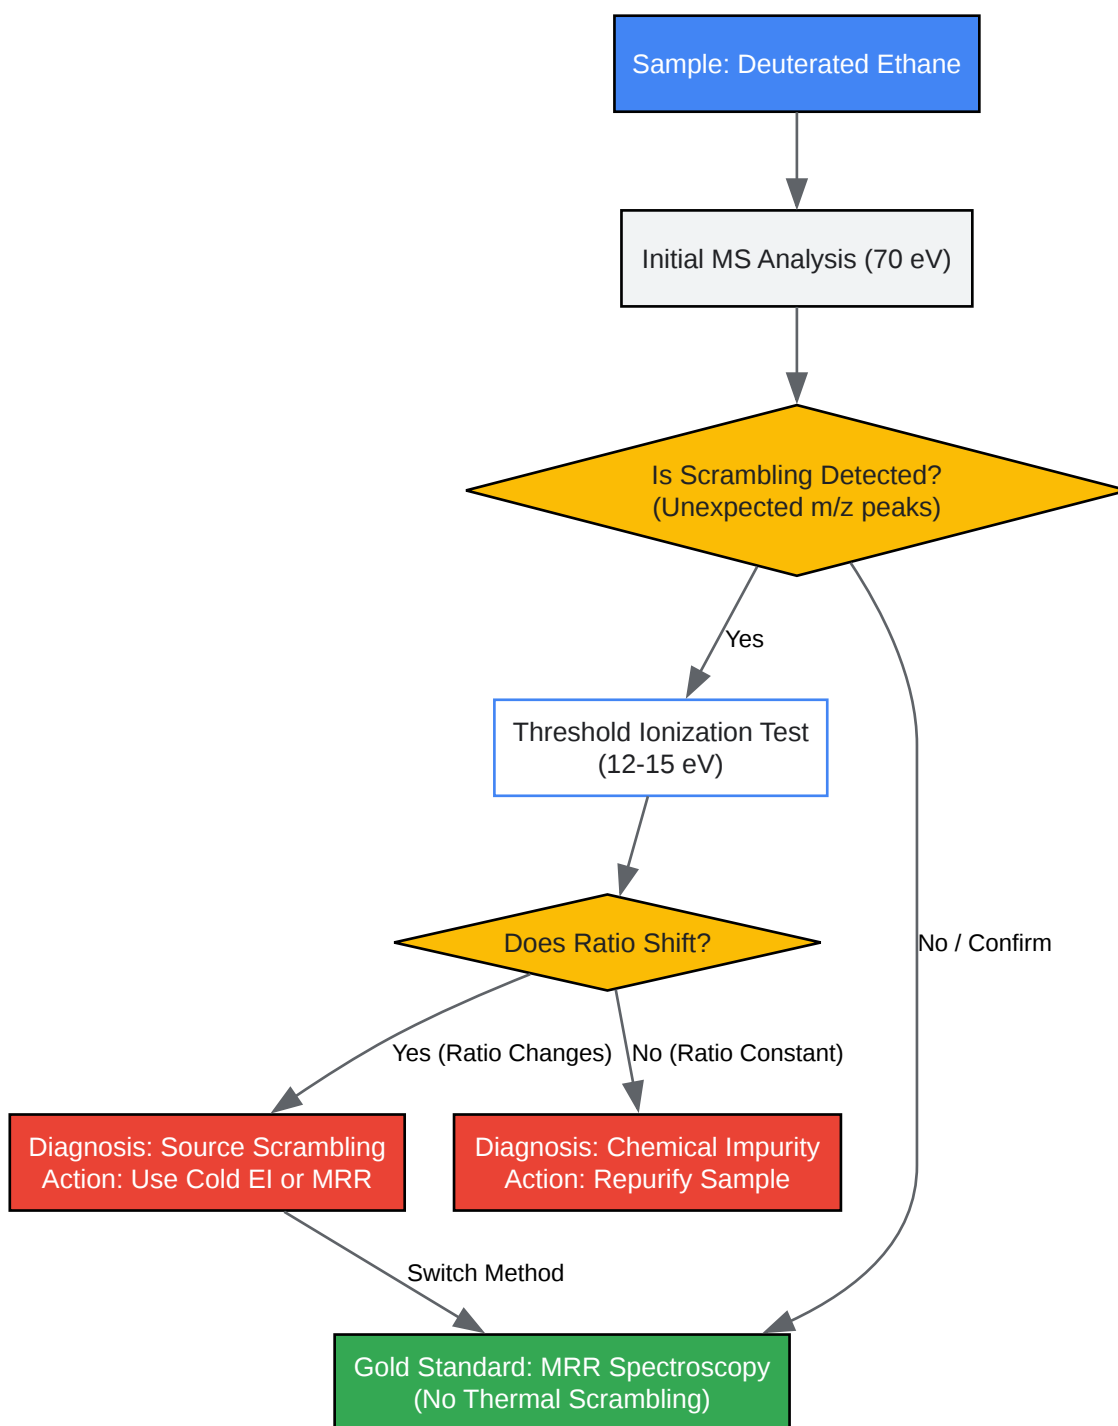 Sample: Deuterated Ethane
Initial MS Analysis (70 eV)
Is Scrambling Detected?
(Unexpected m/z peaks)
Yes
Threshold Ionization Test
(12-15 eV)
Does Ratio Shift?
No / Confirm
Yes (Ratio Changes)
No (Ratio Constant)
Diagnosis: Source Scrambling
Action: Use Cold EI or MRR
Diagnosis: Chemical Impurity
Action: Repurify Sample
Switch Method
Gold Standard: MRR Spectroscopy
(No Thermal Scrambling)